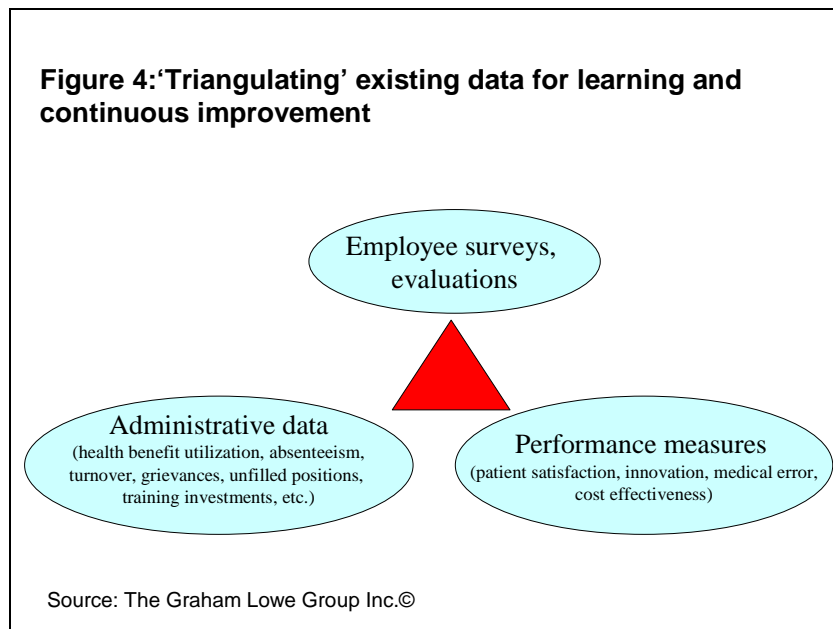 Figure 4:‘Triangulating’ existing data for learning and
continuous improvement
Employee surveys,
evaluations
Administrative data
(health benefit utilization, absenteeism,
turnover, grievances, unfilled positions,
training investments, etc.)
Performance measures
(patient satisfaction, innovation, medical error,
cost effectiveness)
Source: The Graham Lowe Group Inc.©